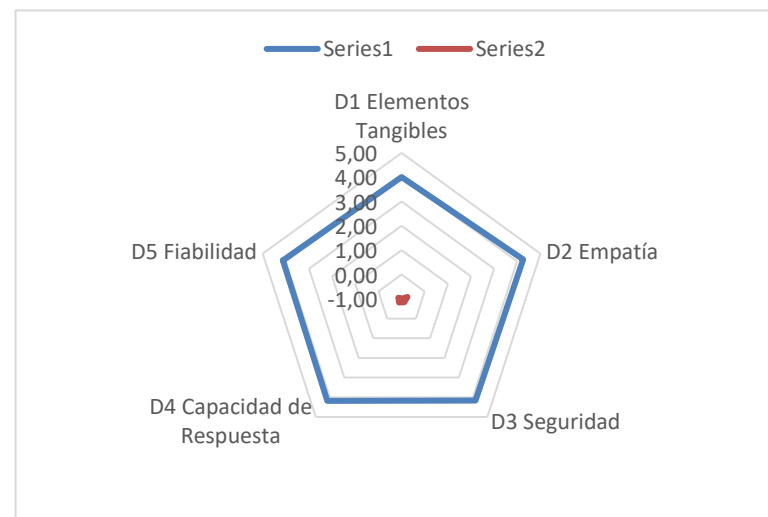 Series1 Series2
D1 Elementos
Tangibles
5,00
4,00
3,00
2,00
1,00
0,00
-1,00
D5 Fiabilidad
D2 Empatía
D4 Capacidad de
Respuesta
D3 Seguridad